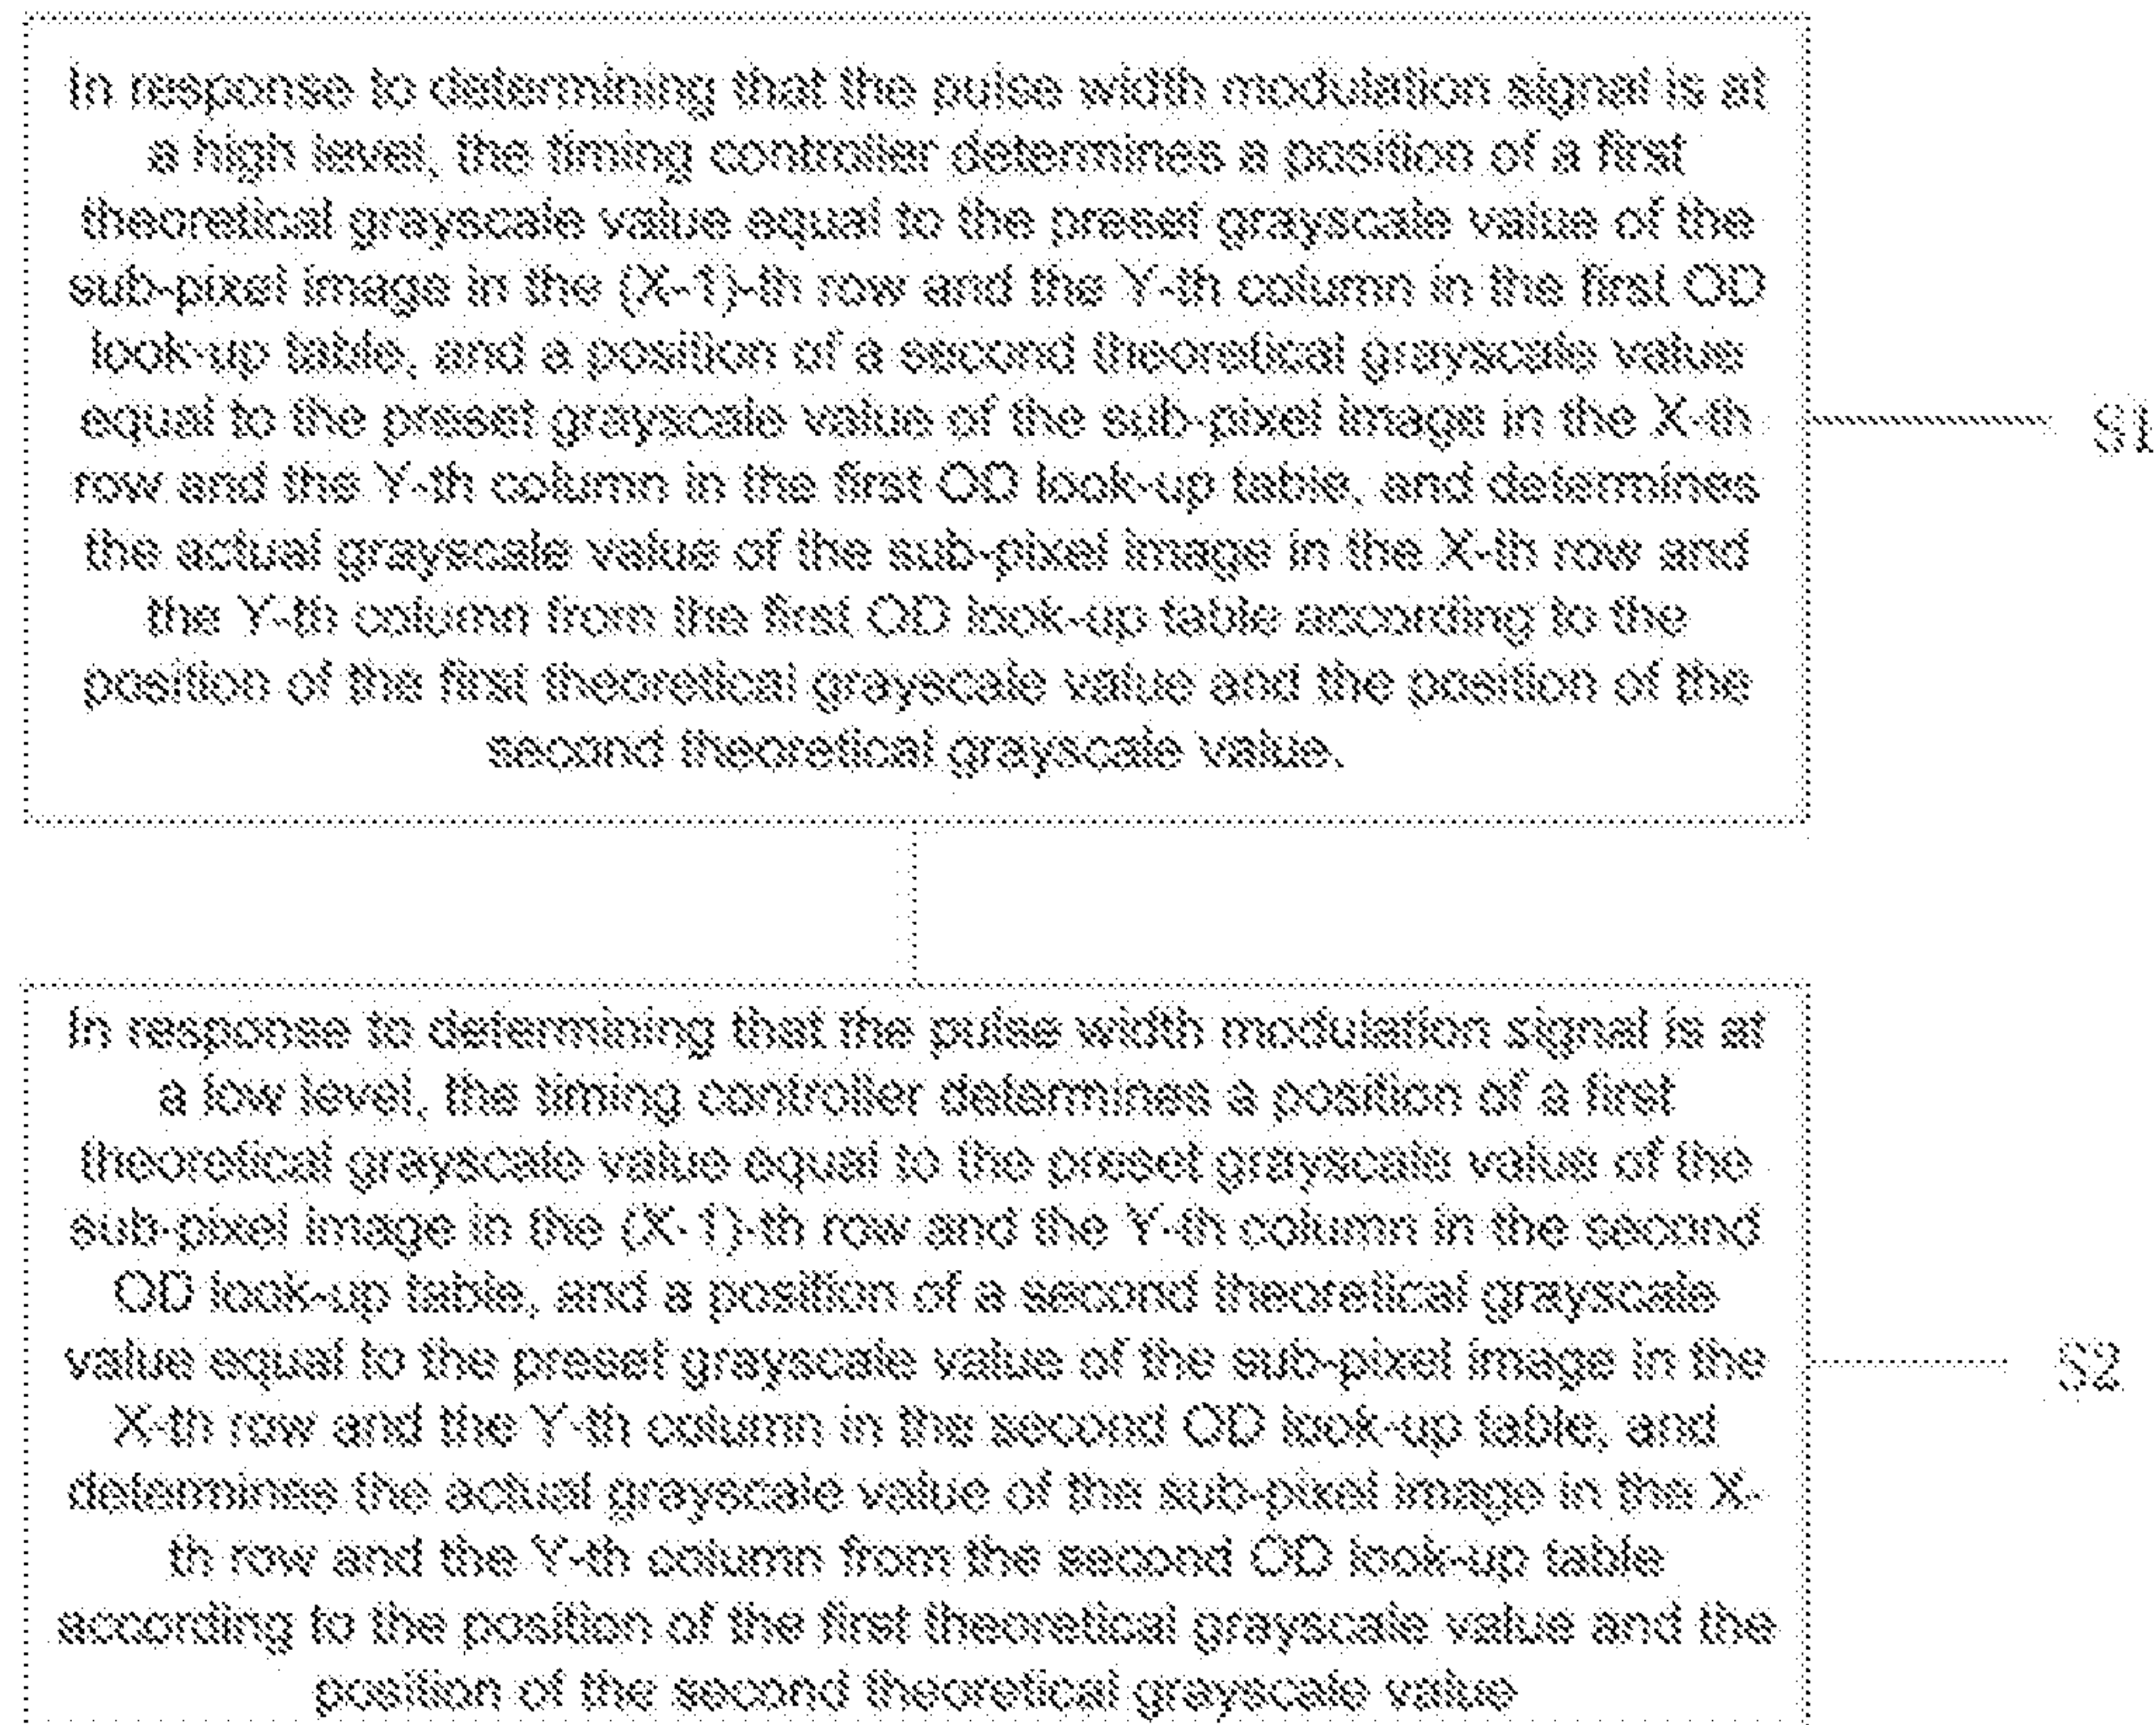 In response to determining that the pulse width modulation signal is at
a high level, the timing controller determines a position of a first
theoretical grayscale value equal to the preset grayscale value of the
sub-pixel image in the (X-1)-th row and the Y-th column in the first OD
look-up table, and a position of a second theoretical grayscale value
equal to the preset grayscale value of the sub-pixel image in the X-th
row and the Y-th column in the first OD look-up table, and determines
the actual grayscale value of the sub-pixel image in the X-th row and
the Y-th column from the first OD look-up table according to the
position of the first theoretical grayscale value and the position of the
second theoretical grayscale value.
S1
In response to determining that the pulse width modulation signal is at
a low level, the timing controller determines a position of a first
theoretical grayscale value equal to the preset grayscale value of the
sub-pixel image in the (X-1)-th row and the Y-th column in the second
OD look-up table, and a position of a second theoretical grayscale
value equal to the preset grayscale value of the sub-pixel image in the
X-th row and the Y-th column in the second OD look-up table, and
determines the actual grayscale value of the sub-pixel image in the X-
th row and the Y-th column from the second OD look-up table
according to the position of the first theoretical grayscale value and the
position of the second theoretical grayscale value
S2